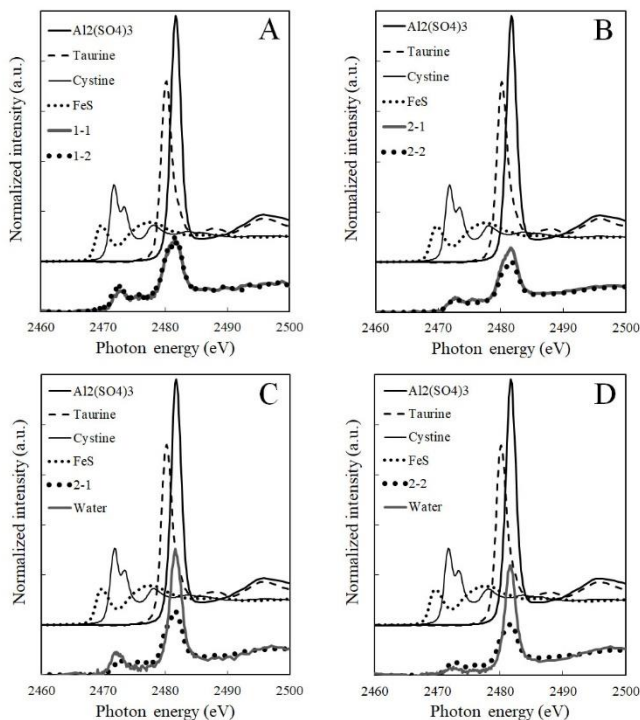 A
Al2(SO4)3
Taurine
Cystine
FeS
1-1
1-2
Normalized intensity (a.u.)
2460 2470 2480 2490 2500
Photon energy (eV)
B
Al2(SO4)3
Taurine
Cystine
FeS
2-1
2-2
Normalized intensity (a.u.)
2460 2470 2480 2490 2500
Photon energy (eV)
C
Al2(SO4)3
Taurine
Cystine
FeS
2-1
Water
Normalized intensity (a.u.)
2460 2470 2480 2490 2500
Photon energy (eV)
D
Al2(SO4)3
Taurine
Cystine
FeS
2-2
Water
Normalized intensity (a.u.)
2460 2470 2480 2490 2500
Photon energy (eV)